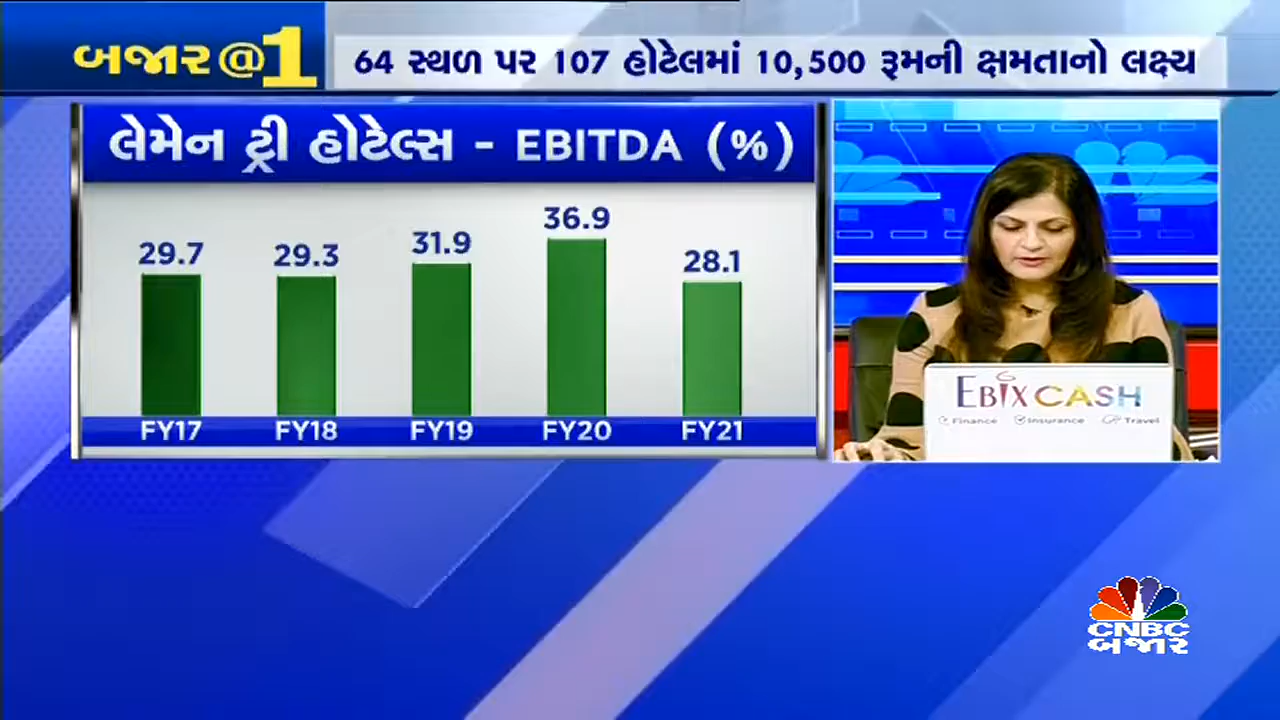 બજાર@1
64 સ્થળ પર 107 હોટેલમાં 10,500 રૂમની ક્ષમતાનો લક્ષ્ય
લેમેન ટ્રી હોટેલ્સ - EBITDA (%)
29.7 29.3 31.9 36.9 28.1
FY17 FY18 FY19 FY20 FY21
EBIXCASH
Finance Insurance Travel
CNBC
બજાર